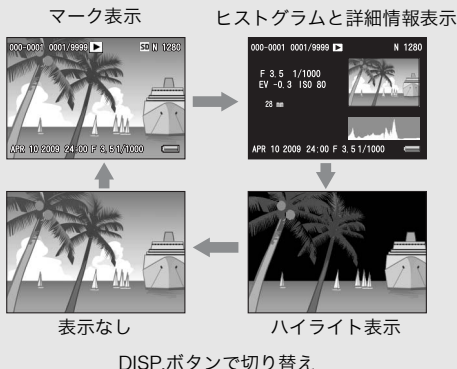 マーク表示
ヒストグラムと詳細情報表示
000-0001 0001/9999 SD N 1280
APR 10 2009 24:00 F 3.5 1/1000
000-0001 0001/9999 N 1280
F 3.5 1/1000
EV -0.3 ISO 80
28 mm
APR 10 2009 24:00 F 3.5 1/1000
表示なし
ハイライト表示
DISP.ボタンで切り替え